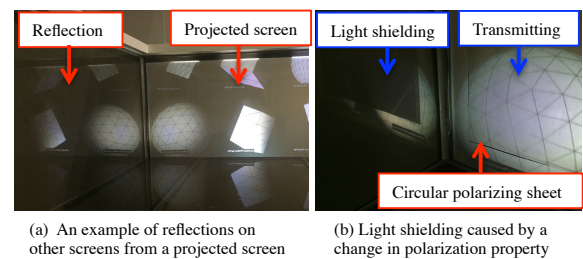 Reflection
Projected screen
Light shielding
Transmitting
Circular polarizing sheet
(a) An example of reflections on
other screens from a projected screen
(b) Light shielding caused by a
change in polarization property